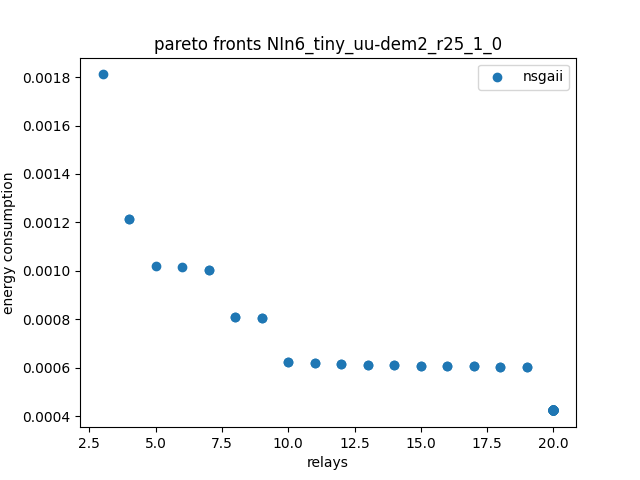 pareto fronts NIn6_tiny_uu-dem2_r25_1_0
nsgaii
0.0018
0.0016
0.0014
0.0012
0.0010
0.0008
0.0006
0.0004
energy consumption
2.5 5.0 7.5 10.0 12.5 15.0 17.5 20.0
relays